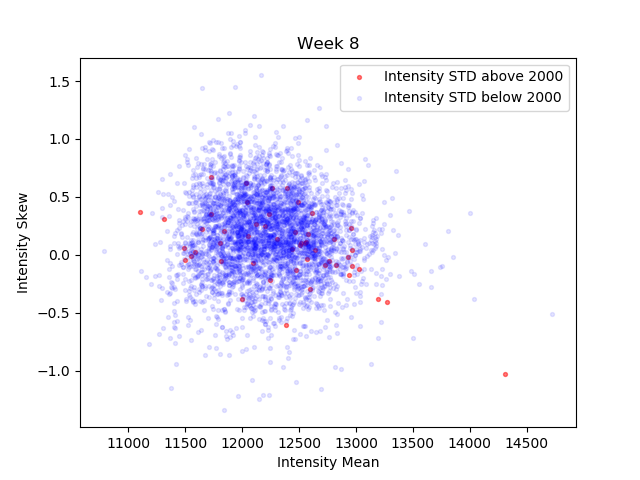 Week 8
Intensity STD above 2000
Intensity STD below 2000
1.5
1.0
0.5
0.0
−0.5
−1.0
Intensity Skew
11000 11500 12000 12500 13000 13500 14000 14500
Intensity Mean